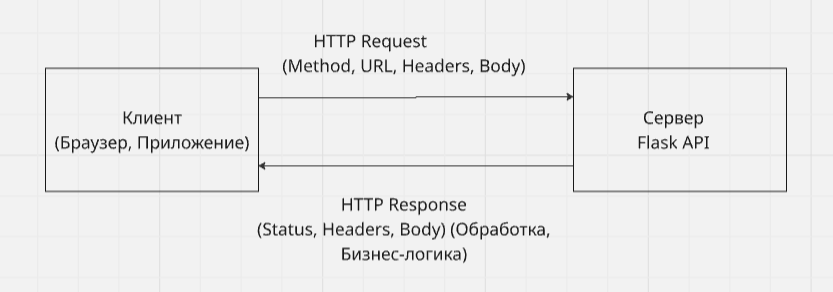 HTTP Request
(Method, URL, Headers, Body)
Клиент
(Браузер, Приложение)
Сервер
Flask API
HTTP Response
(Status, Headers, Body) (Обработка,
Бизнес-логика)